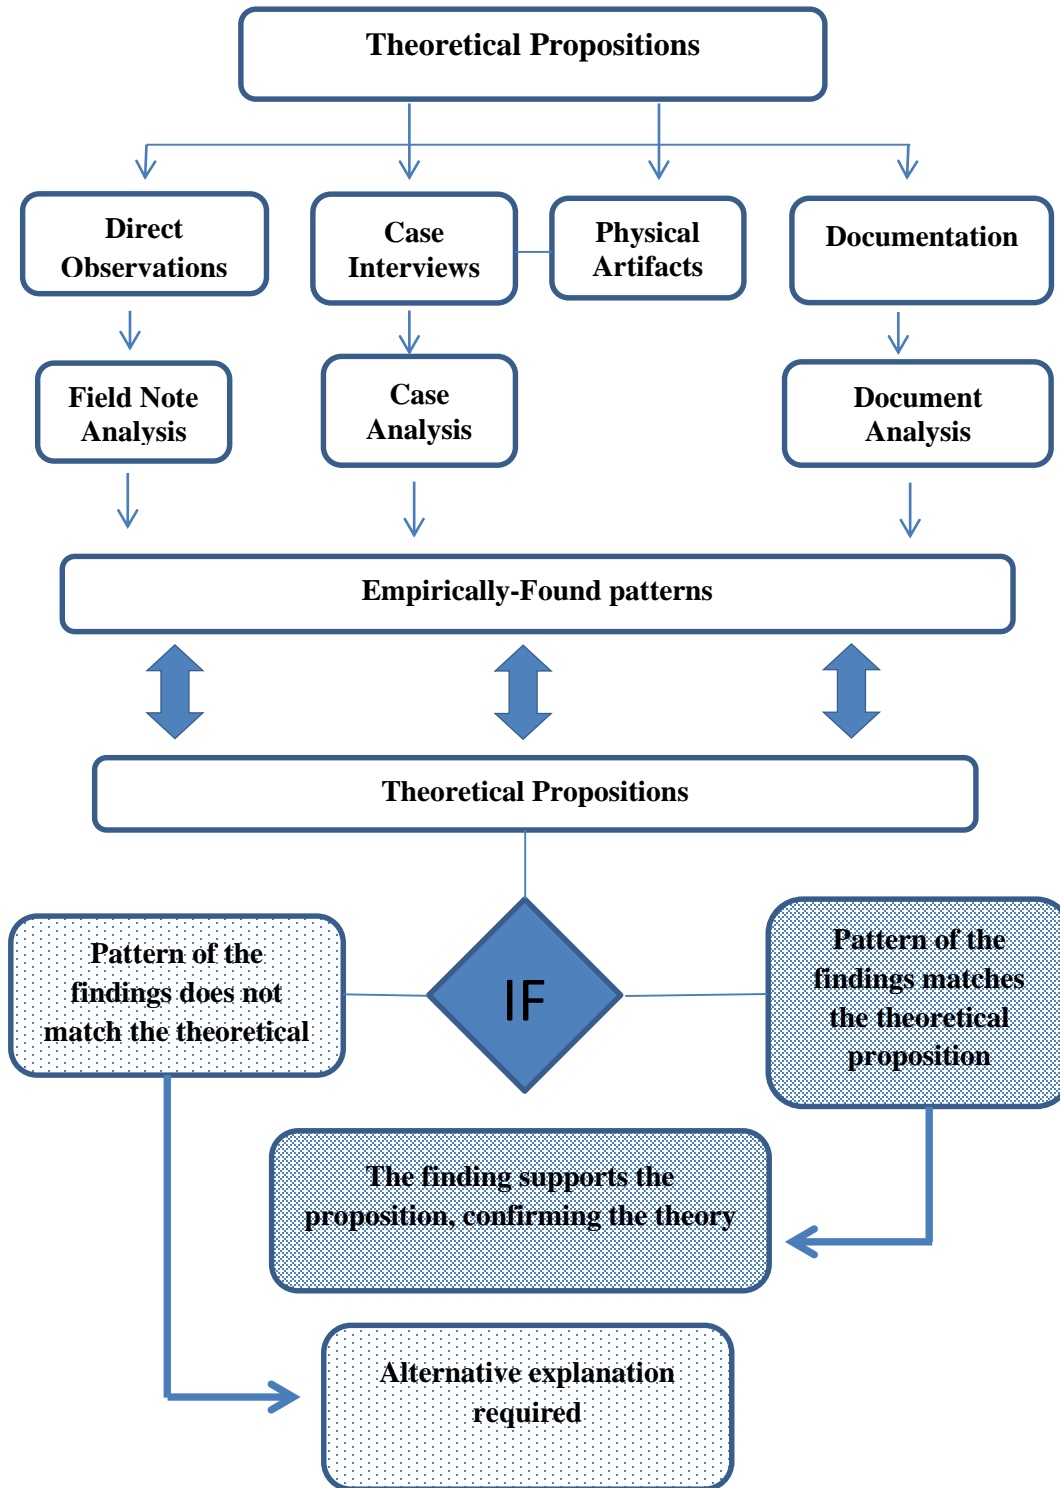 Theoretical Propositions
Direct
Observations
Case
Interviews
Physical
Artifacts
Documentation
Field Note
Analysis
Case
Analysis
Document
Analysis
Empirically-Found patterns
Theoretical Propositions
Pattern of the
findings does not
match the theoretical
IF
Pattern of the
findings matches
the theoretical
proposition
The finding supports the
proposition, confirming the theory
Alternative explanation
required